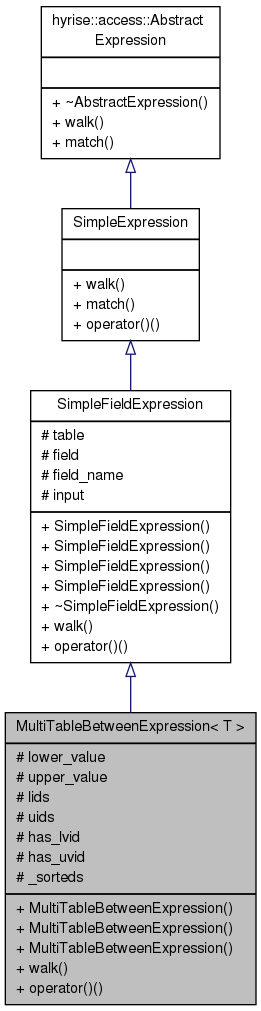 hyrise::access::Abstract
Expression
+ ~AbstractExpression()
+ walk()
+ match()
SimpleExpression
+ walk()
+ match()
+ operator()()
SimpleFieldExpression
# table
# field
# field_name
# input
+ SimpleFieldExpression()
+ SimpleFieldExpression()
+ SimpleFieldExpression()
+ SimpleFieldExpression()
+ ~SimpleFieldExpression()
+ walk()
+ operator()()
MultiTableBetweenExpression< T >
# lower_value
# upper_value
# lids
# uids
# has_lvid
# has_uvid
# _sorteds
+ MultiTableBetweenExpression()
+ MultiTableBetweenExpression()
+ MultiTableBetweenExpression()
+ walk()
+ operator()()